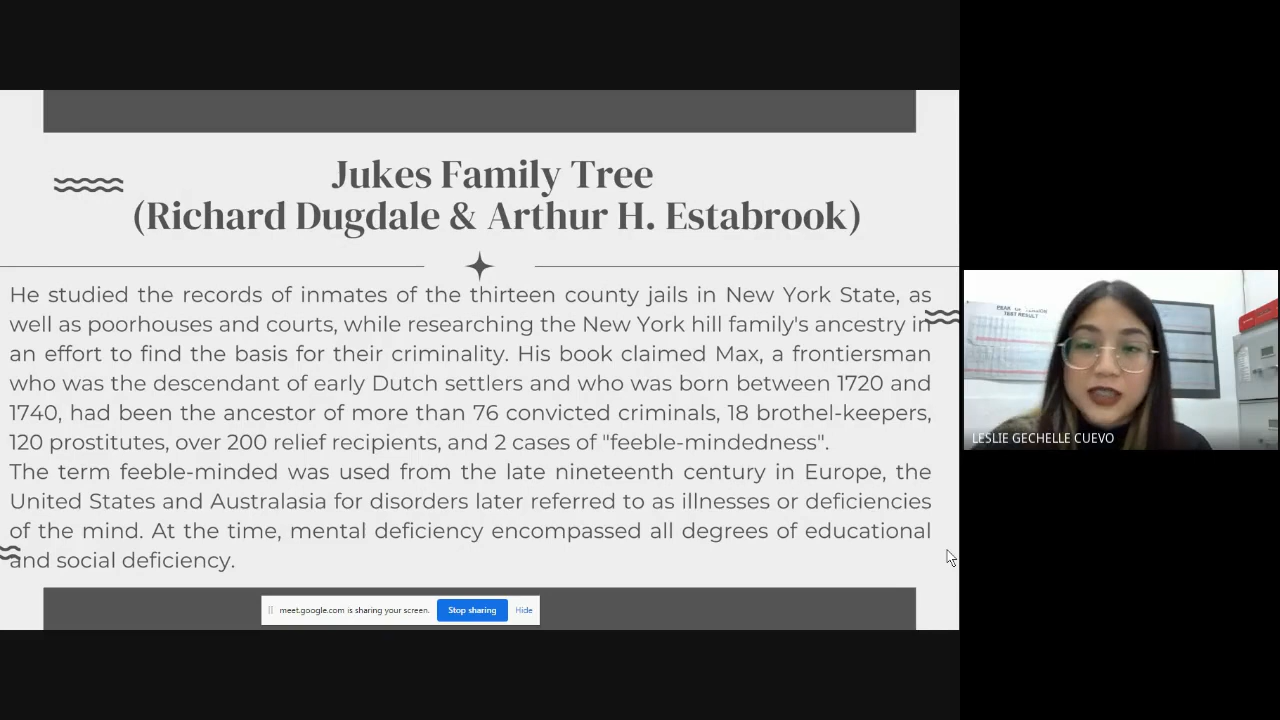 Jukes Family Tree
(Richard Dugdale & Arthur H. Estabrook)
He studied the records of inmates of the thirteen county jails in New York State, as
well as poorhouses and courts, while researching the New York hill family's ancestry in
an effort to find the basis for their criminality. His book claimed Max, a frontiersman
who was the descendant of early Dutch settlers and who was born between 1720 and
1740, had been the ancestor of more than 76 convicted criminals, 18 brothel-keepers,
120 prostitutes, over 200 relief recipients, and 2 cases of "feeble-mindedness".
The term feeble-minded was used from the late nineteenth century in Europe, the
United States and Australasia for disorders later referred to as illnesses or deficiencies
of the mind. At the time, mental deficiency encompassed all degrees of educational
and social deficiency.
meet.google.com is sharing your screen. Stop sharing Hide
TEST RESULT
LESLIE GECHELLE CUEVO